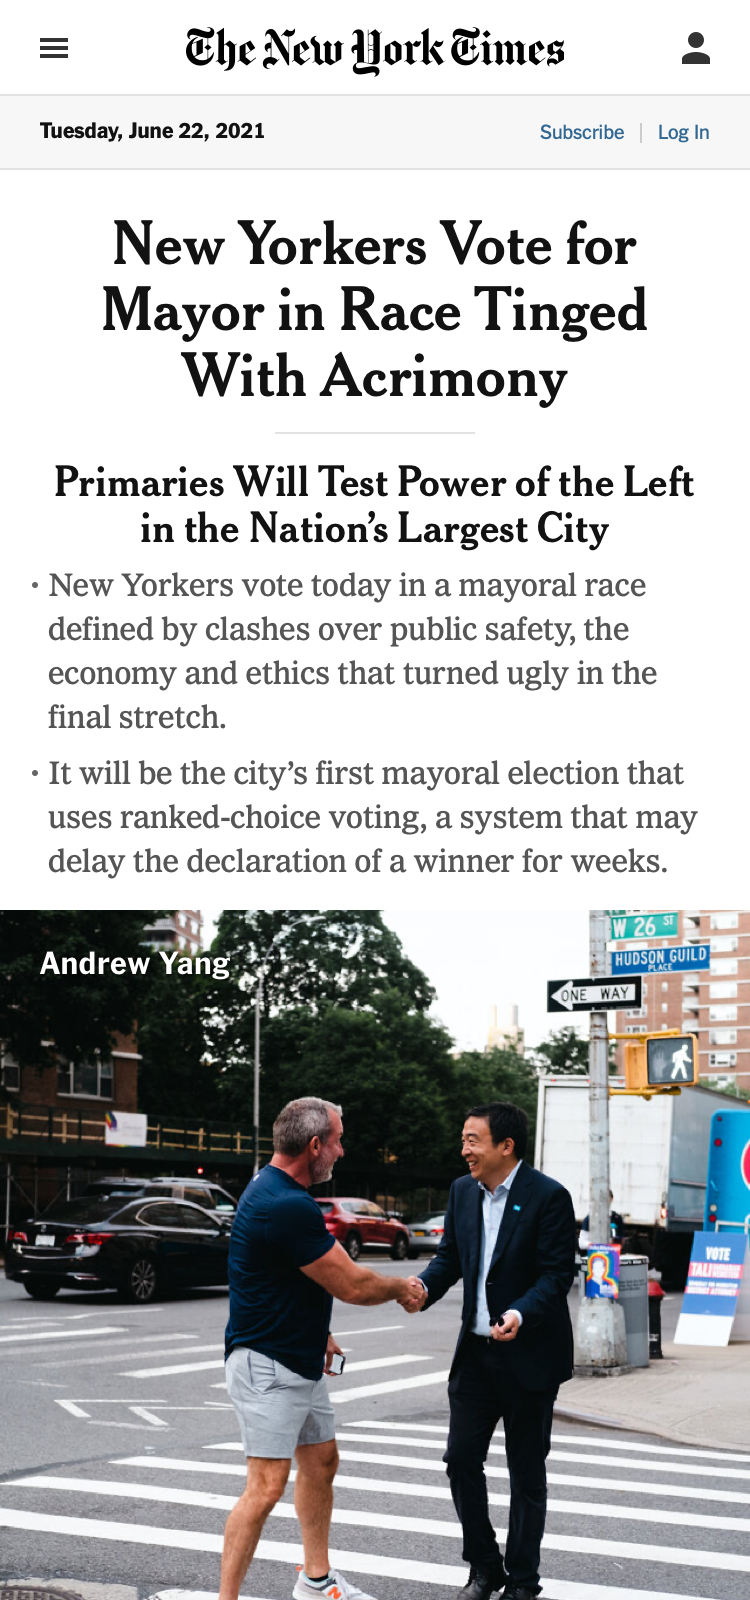 The New York Times
Tuesday, June 22, 2021
Subscribe
Log In
New Yorkers Vote for
Mayor in Race Tinged
With Acrimony
Primaries Will Test Power of the Left
in the Nation’s Largest City
• New Yorkers vote today in a mayoral race
defined by clashes over public safety, the
economy and ethics that turned ugly in the
final stretch.
• It will be the city’s first mayoral election that
uses ranked-choice voting, a system that may
delay the declaration of a winner for weeks.
Andrew Yang
W 26 ST
HUDSON GUILD
PLACE
ONE WAY
VOTE
TALI
N